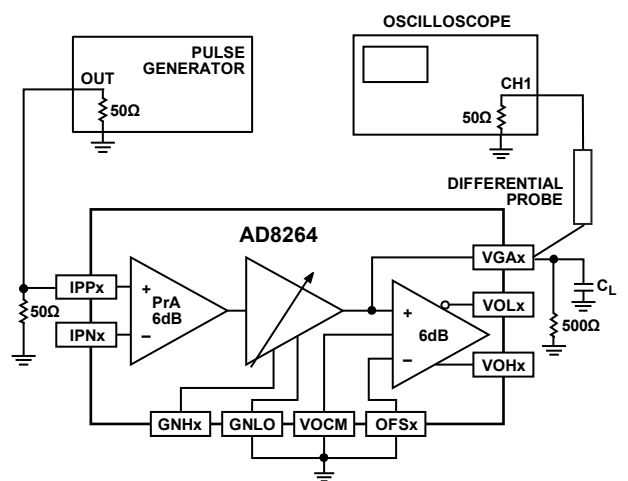 OSCILLOSCOPE
PULSE
GENERATOR
OUT
50Ω
CH1
50Ω
DIFFERENTIAL
PROBE
AD8264
VGAx
IPPx
PrA
6dB
+
−
50Ω
IPNx
+
6dB
−
VOLx
CL
500Ω
VOHx
GNHx
GNLO
VOCM
OFSx